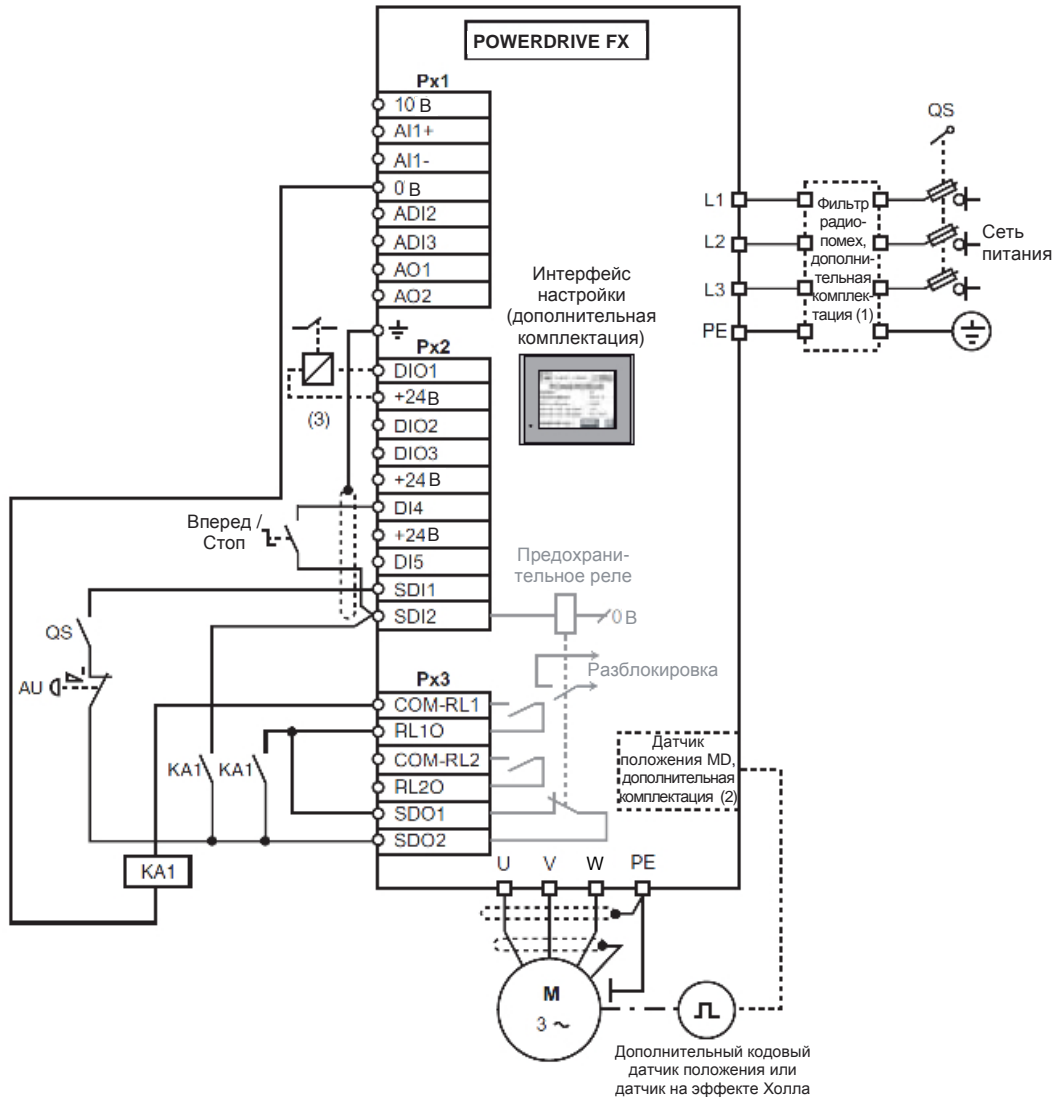 POWERDRIVE FX
Px1
10 В
AI1+
AI1-
0 В
ADI2
ADI3
AO1
AO2
Px2
DIO1
+24 В
DIO2
DIO3
+24 В
DI4
+24 В
DI5
SDI1
SDI2
Px3
COM-RL1
RL1O
COM-RL2
RL2O
SDO1
SDO2
(3)
Вперед /
Стоп
QS
AU
KA1
KA1
KA1
Интерфейс
настройки
(дополнительная
комплектация)
Предохрани-
тельное реле
0 В
Разблокировка
Датчик
положения MD,
дополнительная
комплектация (2)
L1
L2
L3
PE
Фильтр
радио-
помех,
дополни-
тельная
комплек-
тация (1)
QS
Сеть
питания
U
V
W
PE
M
3 ~
Дополнительный кодовый
датчик положения или
датчик на эффекте Холла